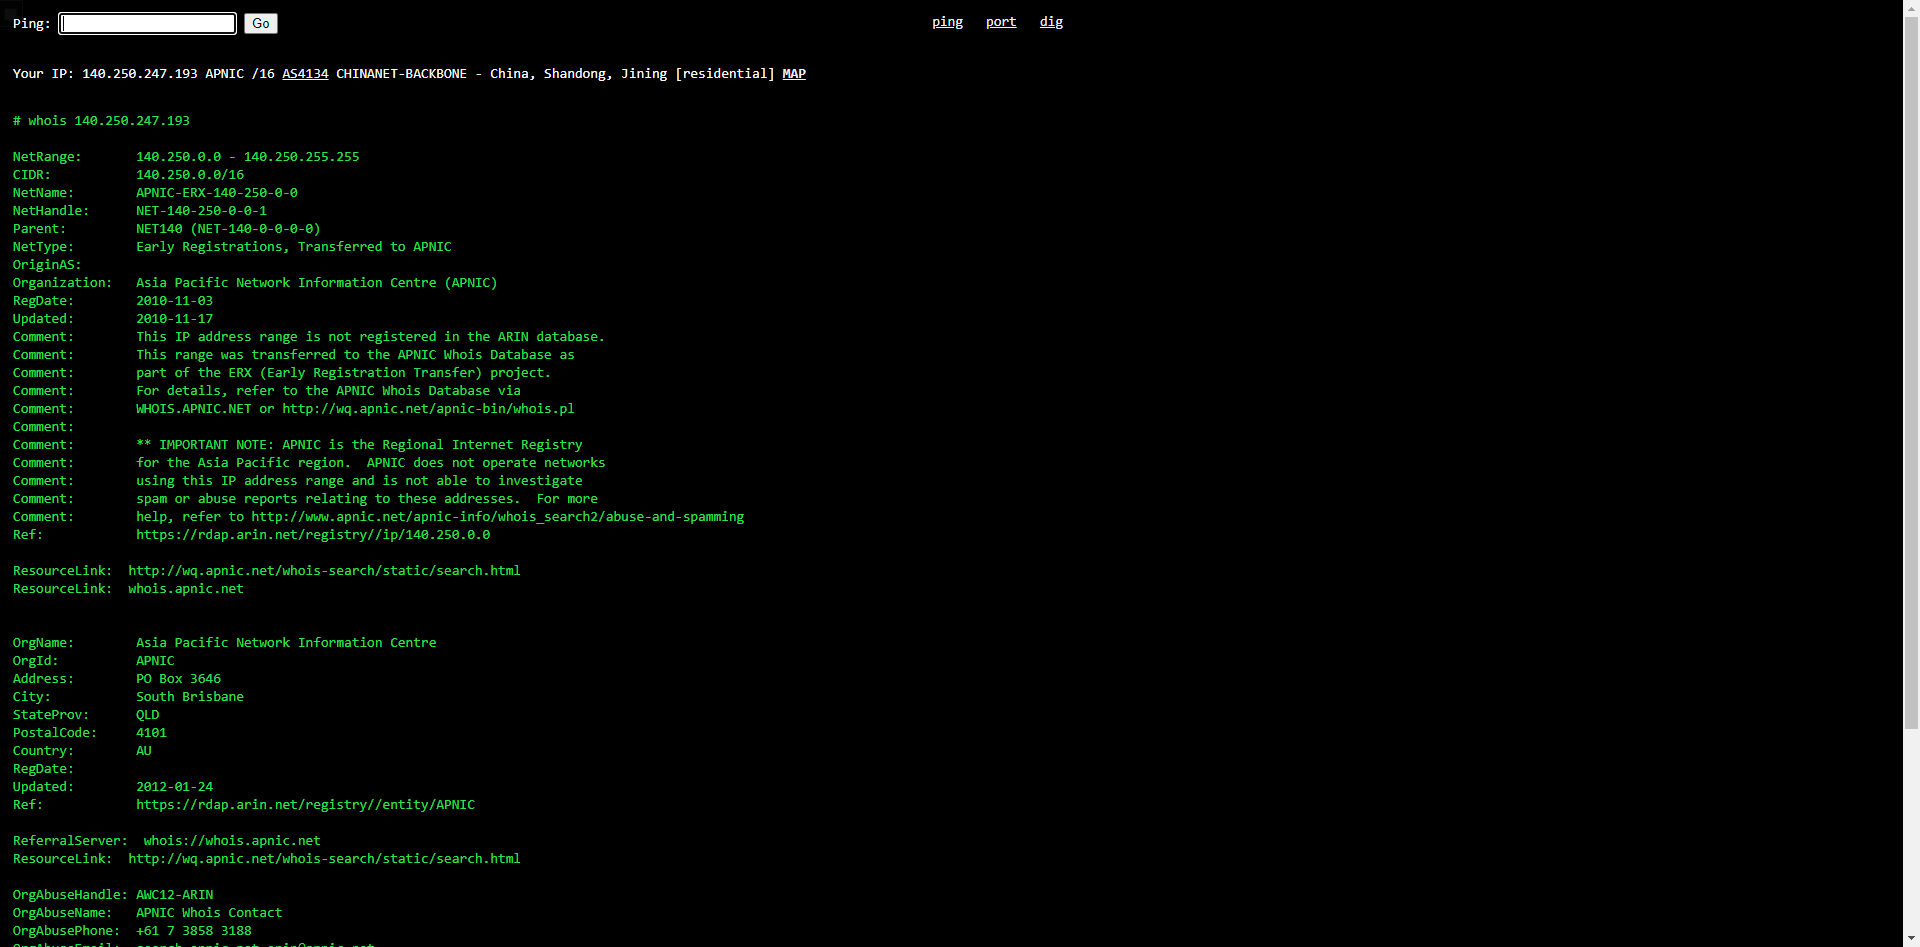 Ping: Go ping port dig
Your IP: 140.250.247.193 APNIC /16 AS4134 CHINANET-BACKBONE - China, Shandong, Jining [residential] MAP
# whois 140.250.247.193
NetRange: 140.250.0.0 - 140.250.255.255
CIDR: 140.250.0.0/16
NetName: APNIC-ERX-140-250-0-0
NetHandle: NET-140-250-0-0-1
Parent: NET140 (NET-140-0-0-0-0)
NetType: Early Registrations, Transferred to APNIC
OriginAS:
Organization: Asia Pacific Network Information Centre (APNIC)
RegDate: 2010-11-03
Updated: 2010-11-17
Comment: This IP address range is not registered in the ARIN database.
Comment: This range was transferred to the APNIC Whois Database as
Comment: part of the ERX (Early Registration Transfer) project.
Comment: For details, refer to the APNIC Whois Database via
Comment: WHOIS.APNIC.NET or http://wq.apnic.net/apnic-bin/whois.pl
Comment:
Comment: ** IMPORTANT NOTE: APNIC is the Regional Internet Registry
Comment: for the Asia Pacific region.  APNIC does not operate networks
Comment: using this IP address range and is not able to investigate
Comment: spam or abuse reports relating to these addresses.  For more
Comment: help, refer to http://www.apnic.net/apnic-info/whois_search2/abuse-and-spamming
Ref: https://rdap.arin.net/registry//ip/140.250.0.0
ResourceLink: http://wq.apnic.net/whois-search/static/search.html
ResourceLink: whois.apnic.net
OrgName: Asia Pacific Network Information Centre
OrgId: APNIC
Address: PO Box 3646
City: South Brisbane
StateProv: QLD
PostalCode: 4101
Country: AU
RegDate:
Updated: 2012-01-24
Ref: https://rdap.arin.net/registry//entity/APNIC
ReferralServer: whois://whois.apnic.net
ResourceLink: http://wq.apnic.net/whois-search/static/search.html
OrgAbuseHandle: AWC12-ARIN
OrgAbuseName: APNIC Whois Contact
OrgAbusePhone: +61 7 3858 3188